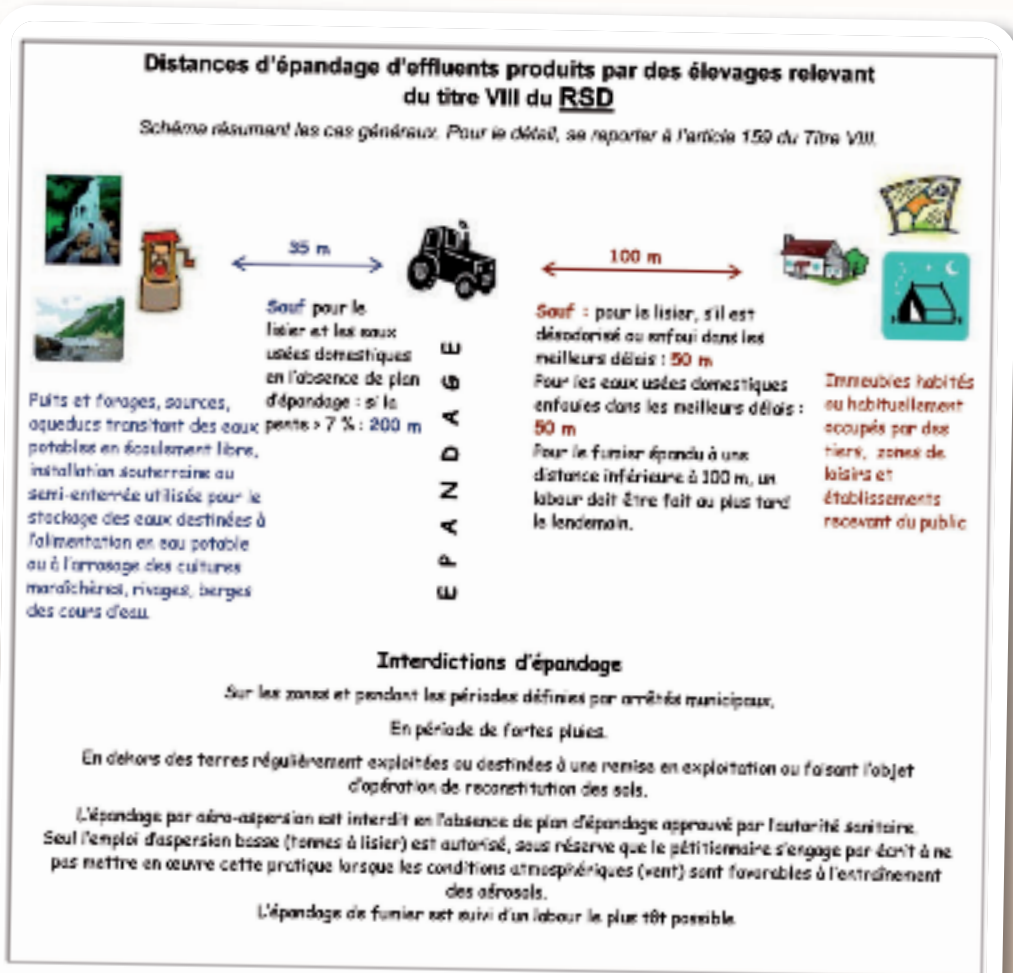 Distances d'épandage d'effluents produits par des élevages relevant
du titre VIII du RSD
Schéma résumant les cas généraux. Pour le détail, se reporter à l'article 159 du Titre VIII.
35 m
100 m
Sauf pour le
lisier et les eaux
usées domestiques
en l'absence de plan
d'épandage : si la
pente > 7 % : 200 m
Puits et forages, sources,
aqueducs transitant des eaux
potables en écoulement libre,
installation souterraine ou
semi-enterrée utilisée pour le
stockage des eaux destinées à
l'alimentation en eau potable
ou à l'arrosage des cultures
maraîchères, rivages, berges
des cours d'eau.
EPANDAGE
Sauf : pour le lisier, s'il est
désodorisé ou enfoui dans les
meilleurs délais : 50 m
Pour les eaux usées domestiques
enfouies dans les meilleurs délais :
50 m
Pour le fumier épandu à une
distance inférieure à 100 m, un
labour doit être fait au plus tard
le lendemain.
Immeubles habités
ou habituellement
occupés par des
tiers, zones de
loisirs et
établissements
recevant du public
Interdictions d'épandage
Sur les zones et pendant les périodes définies par arrêtés municipaux.
En période de fortes pluies.
En dehors des terres régulièrement exploitées ou destinées à une remise en exploitation ou faisant l'objet
d'opération de reconstitution des sols.
L'épandage par aéro-aspersion est interdit en l'absence de plan d'épandage approuvé par l'autorité sanitaire.
Seul l'emploi d'aspersion basse (tonnes à lisier) est autorisé, sous réserve que le pétitionnaire s'engage par écrit à ne
pas mettre en œuvre cette pratique lorsque les conditions atmosphériques (vent) sont favorables à l'entraînement
des aérosols.
L'épandage de fumier est suivi d'un labour le plus tôt possible.